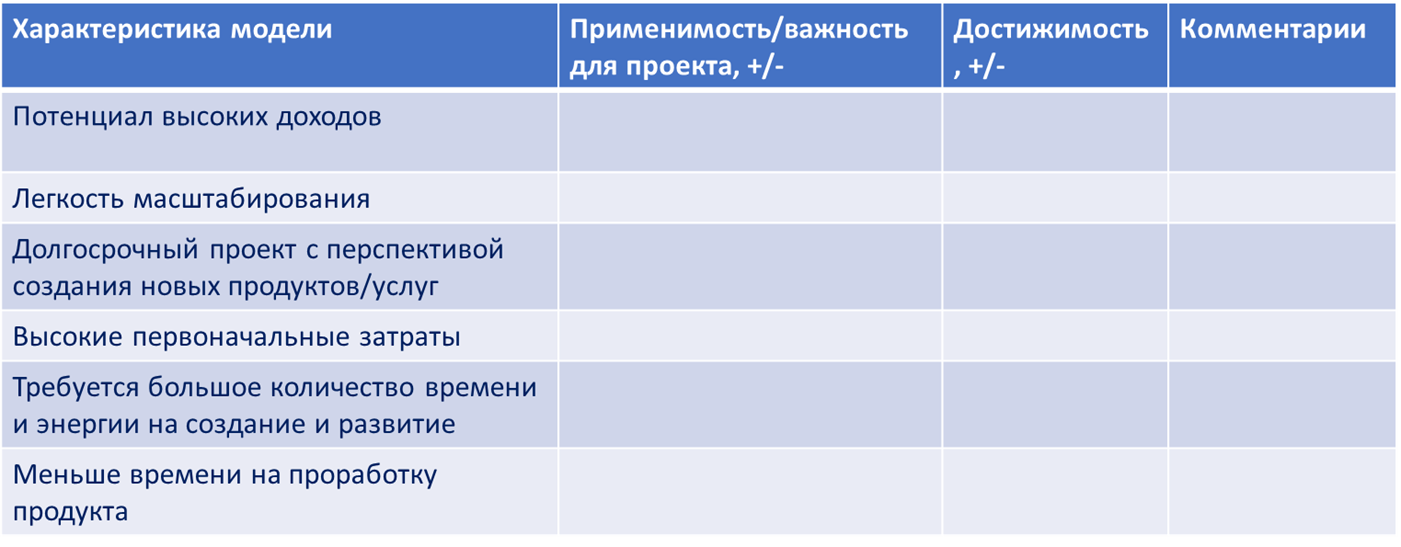 Характеристика модели
Применимость/важность
для проекта, +/-
Достижимость
, +/-
Комментарии
Потенциал высоких доходов
Легкость масштабирования
Долгосрочный проект с перспективой
создания новых продуктов/услуг
Высокие первоначальные затраты
Требуется большое количество времени
и энергии на создание и развитие
Меньше времени на проработку
продукта